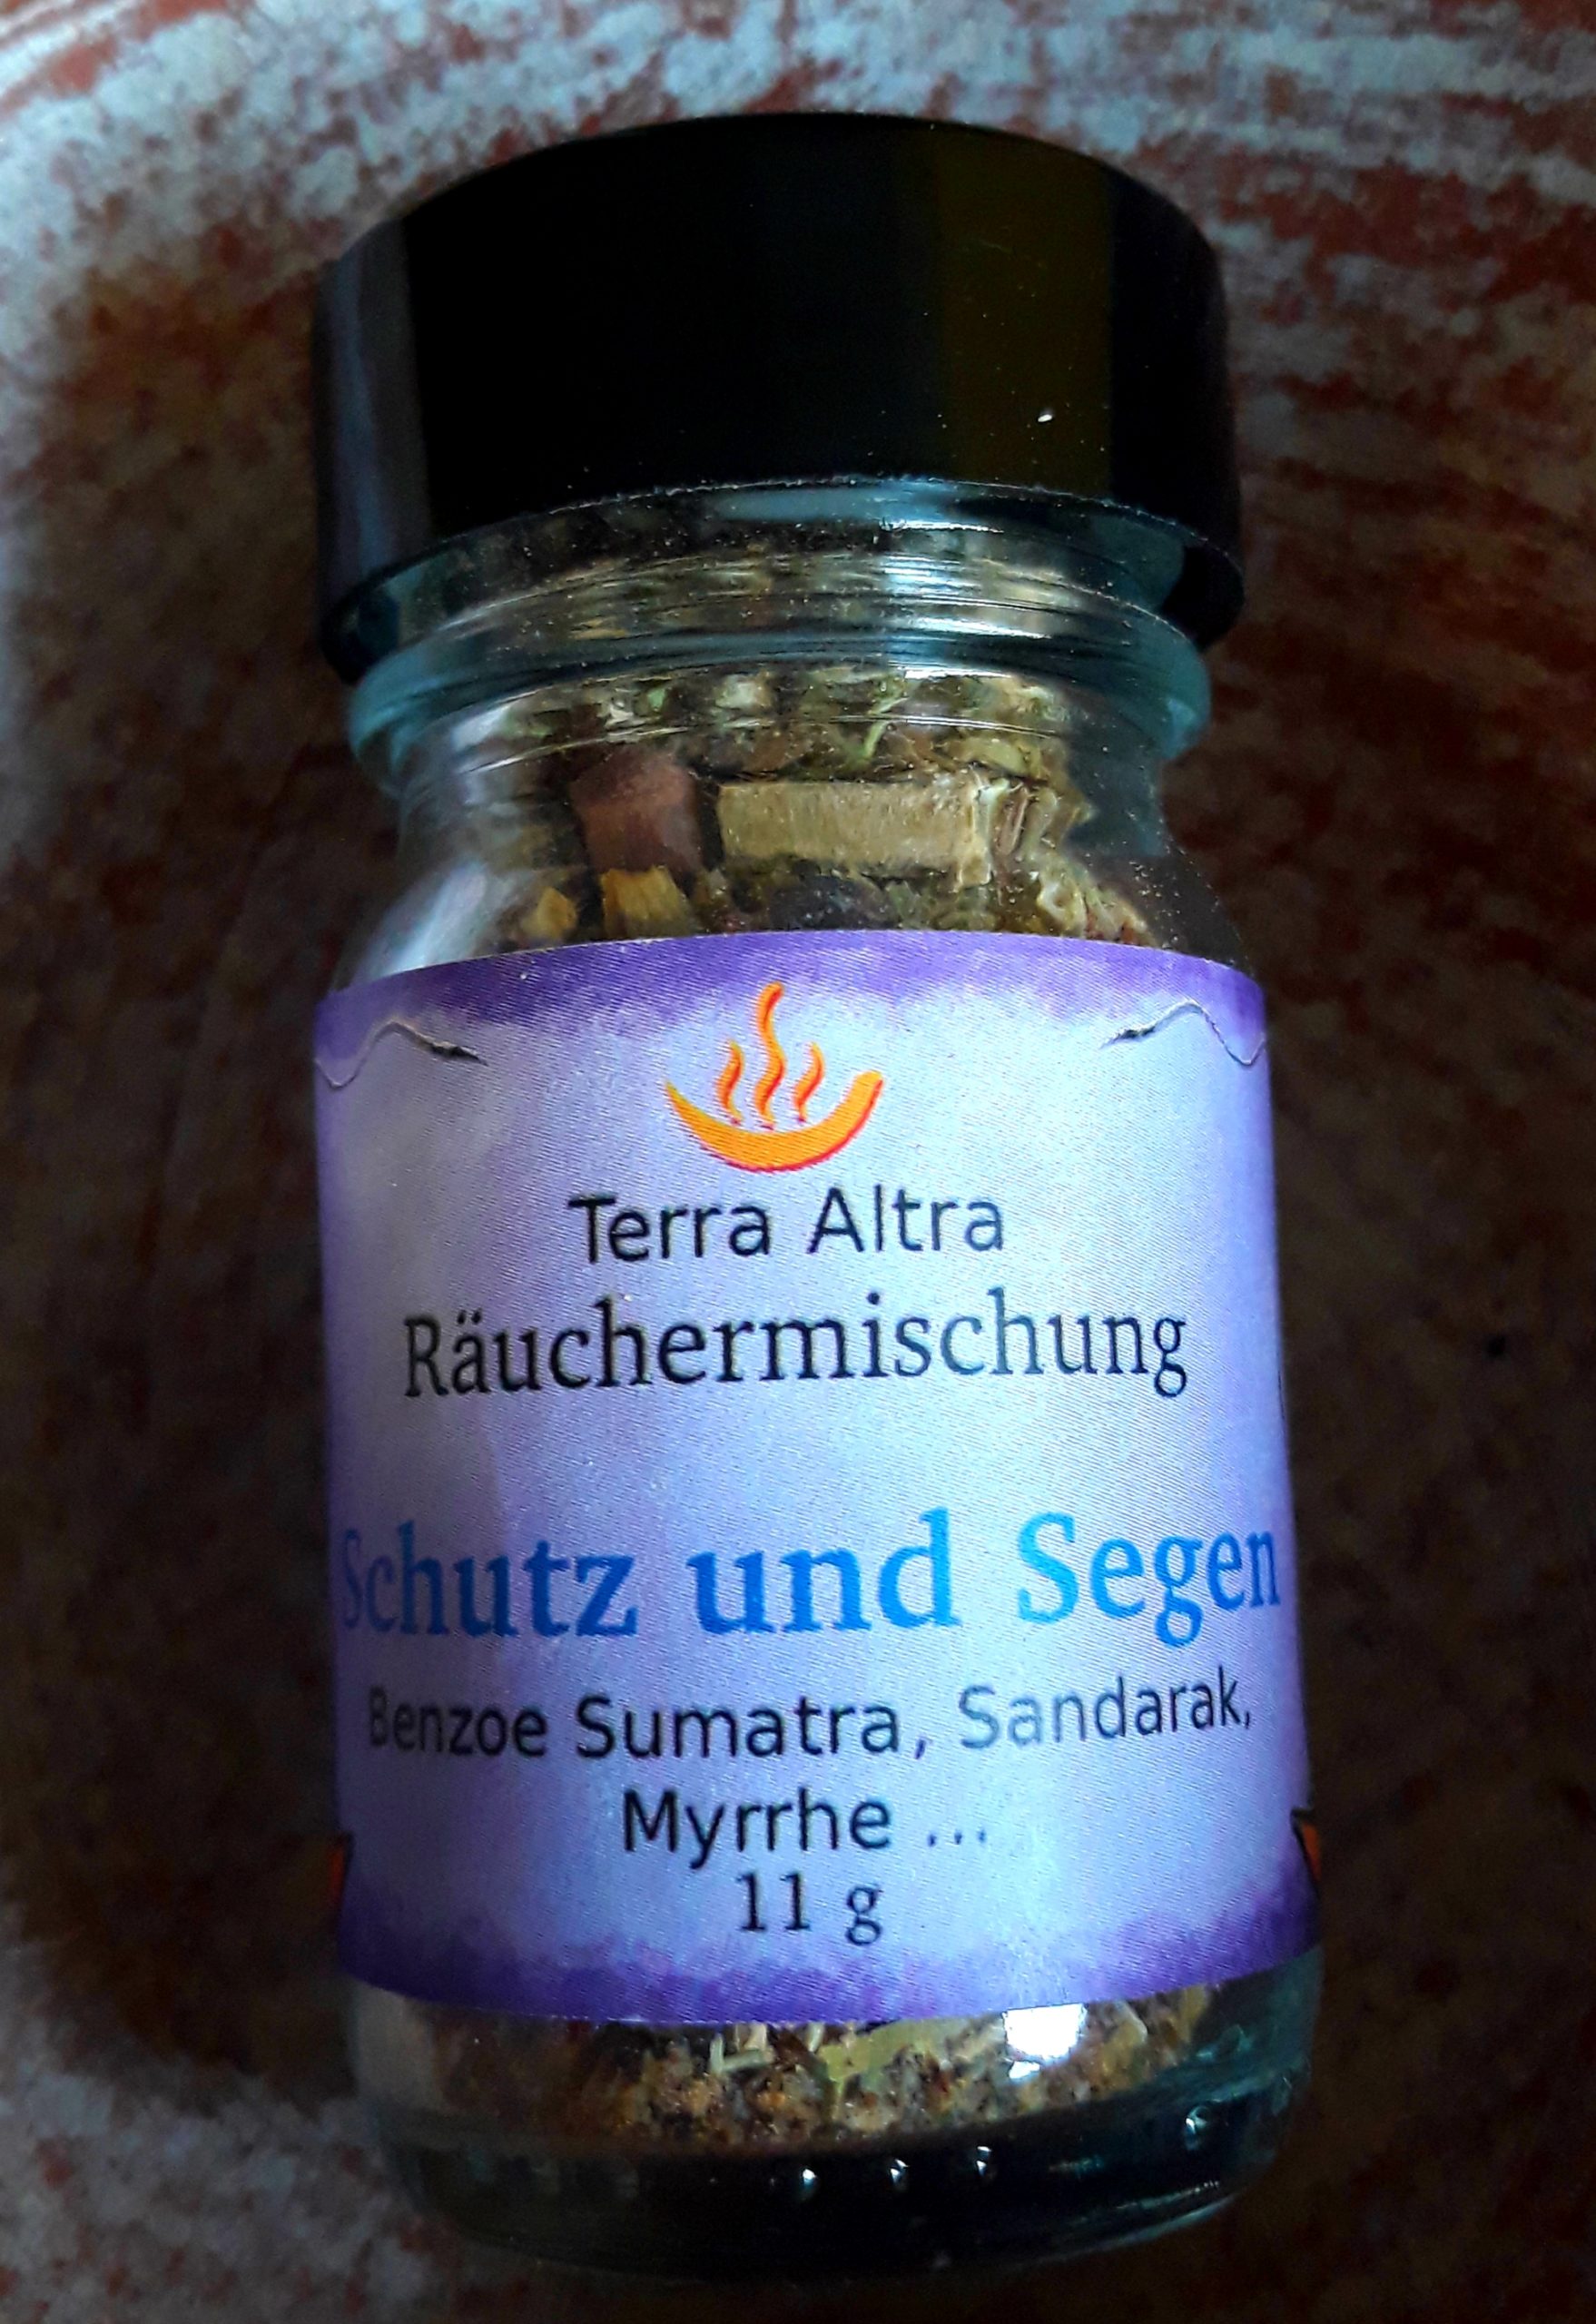 Terra Altra
Räuchermischung
Schutz und Segen
Benzoe Sumatra, Sandarak,
Myrrhe ...
11 g